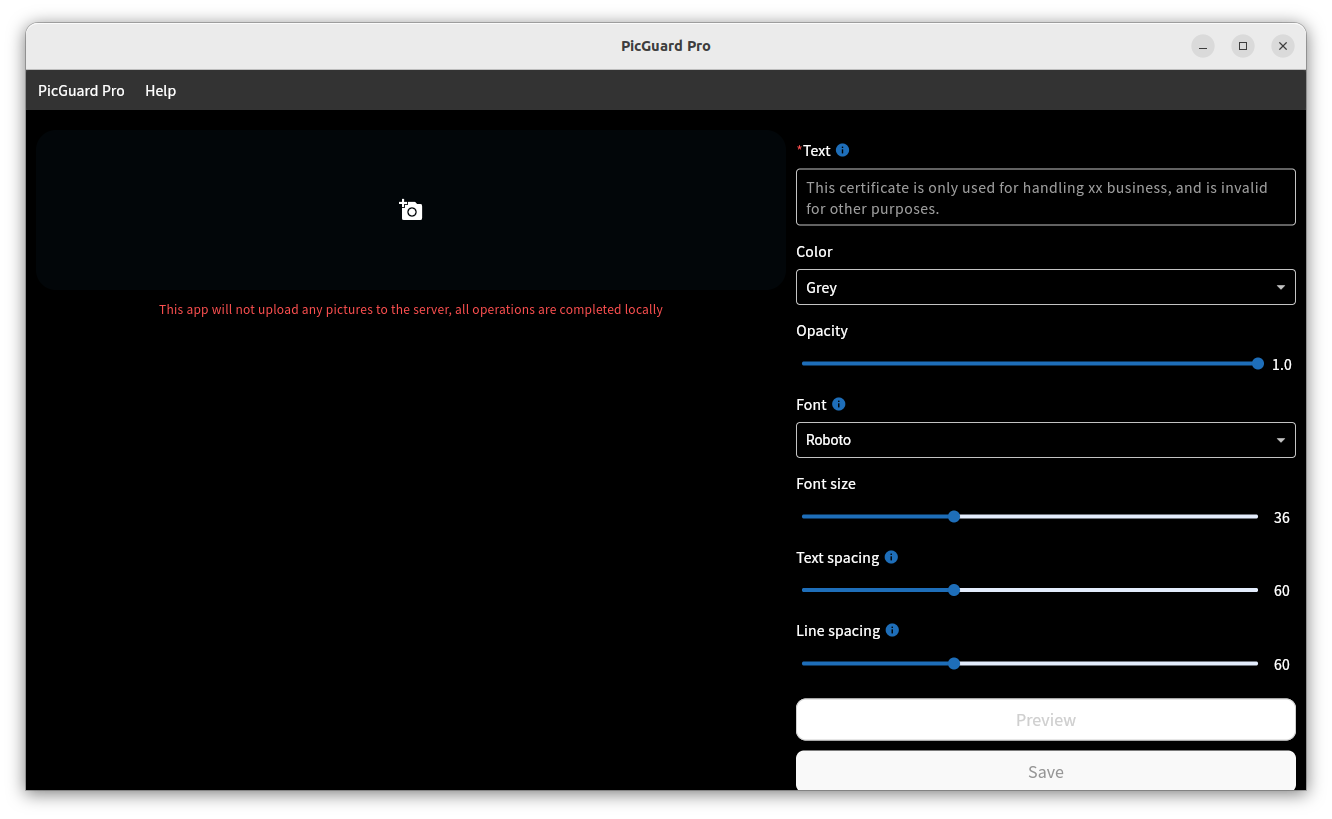 PicGuard Pro
PicGuard Pro Help
This app will not upload any pictures to the server, all operations are completed locally
*Text
This certificate is only used for handling xx business, and is invalid
for other purposes.
Color
Grey
Opacity
1.0
Font
Roboto
Font size
36
Text spacing
60
Line spacing
60
Preview
Save